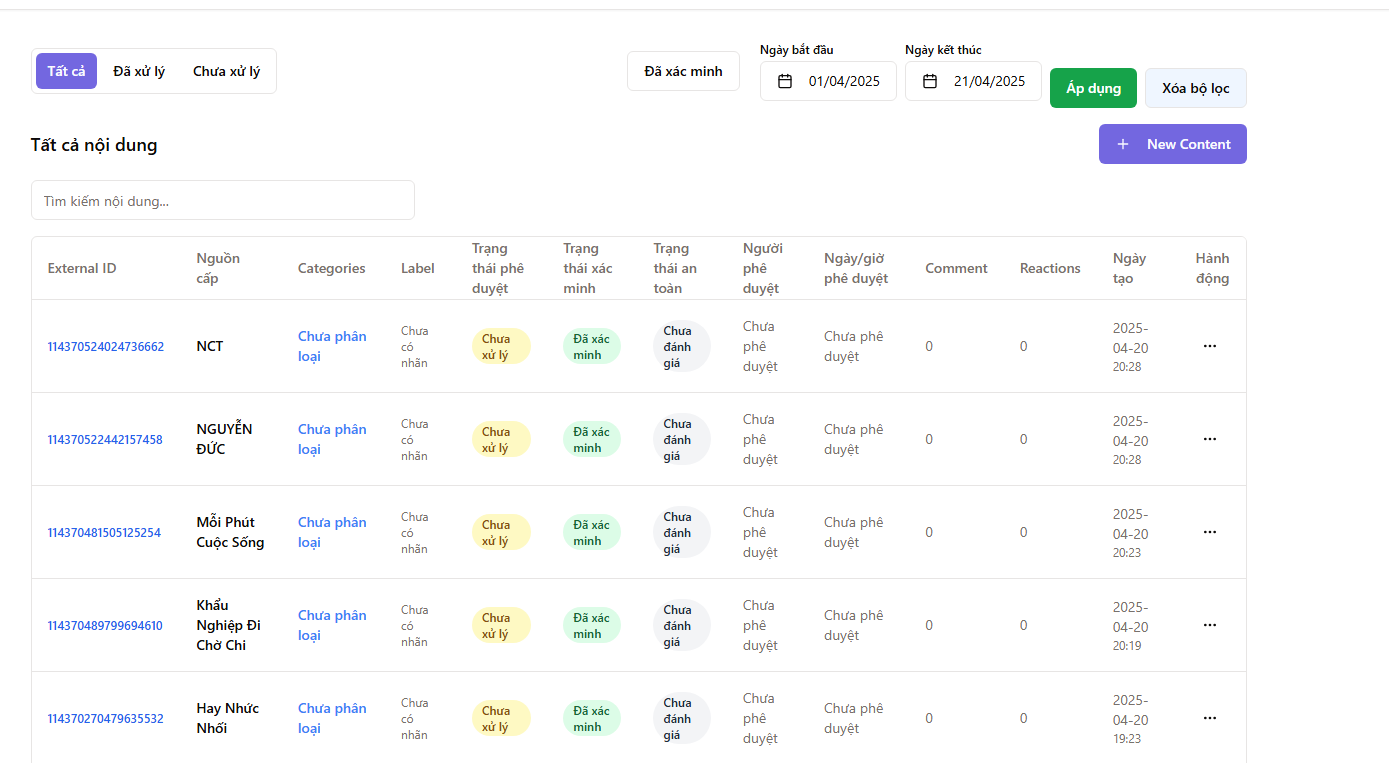 Ngày bắt đầu
Ngày kết thúc
Tất cả
Đã xử lý
Chưa xử lý
Đã xác minh
01/04/2025
21/04/2025
Áp dụng
Xóa bộ lọc
Tất cả nội dung
+ New Content
Tìm kiếm nội dung...
External ID
Nguồn
cấp
Categories
Label
Trạng
thái phê
duyệt
Trạng
thái xác
minh
Trạng
thái an
toàn
Người
phê
duyệt
Ngày/giờ
phê duyệt
Comment
Reactions
Ngày
tạo
Hành
động
114370524024736662
NCT
Chưa phân
loại
Chưa
có
nhãn
Chưa
xử lý
Đã xác
minh
Chưa
đánh
giá
Chưa
phê
duyệt
Chưa phê
duyệt
0
0
2025-
04-20
20:28
114370522442157458
NGUYỄN
ĐỨC
Chưa phân
loại
Chưa
có
nhãn
Chưa
xử lý
Đã xác
minh
Chưa
đánh
giá
Chưa
phê
duyệt
Chưa phê
duyệt
0
0
2025-
04-20
20:28
114370481505125254
Mỗi Phút
Cuộc Sống
Chưa phân
loại
Chưa
có
nhãn
Chưa
xử lý
Đã xác
minh
Chưa
đánh
giá
Chưa
phê
duyệt
Chưa phê
duyệt
0
0
2025-
04-20
20:23
114370489799694610
Khẩu
Nghiệp Đi
Chờ Chi
Chưa phân
loại
Chưa
có
nhãn
Chưa
xử lý
Đã xác
minh
Chưa
đánh
giá
Chưa
phê
duyệt
Chưa phê
duyệt
0
0
2025-
04-20
20:19
114370270479635532
Hay Nhức
Nhối
Chưa phân
loại
Chưa
có
nhãn
Chưa
xử lý
Đã xác
minh
Chưa
đánh
giá
Chưa
phê
duyệt
Chưa phê
duyệt
0
0
2025-
04-20
19:23